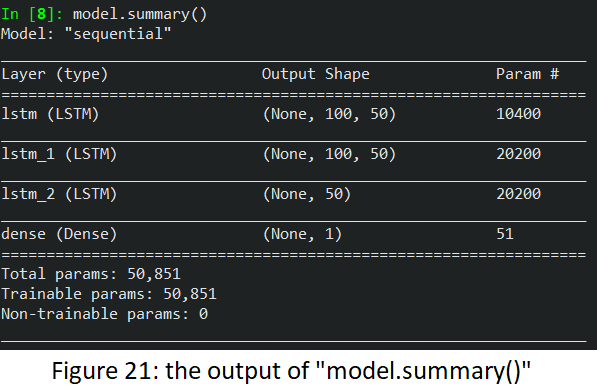 In [8]: model.summary()
Model: "sequential"
Layer (type) Output Shape Param #
lstm (LSTM) (None, 100, 50) 10400
lstm_1 (LSTM) (None, 100, 50) 20200
lstm_2 (LSTM) (None, 50) 20200
dense (Dense) (None, 1) 51
Total params: 50,851
Trainable params: 50,851
Non-trainable params: 0
Figure 21: the output of "model.summary()"